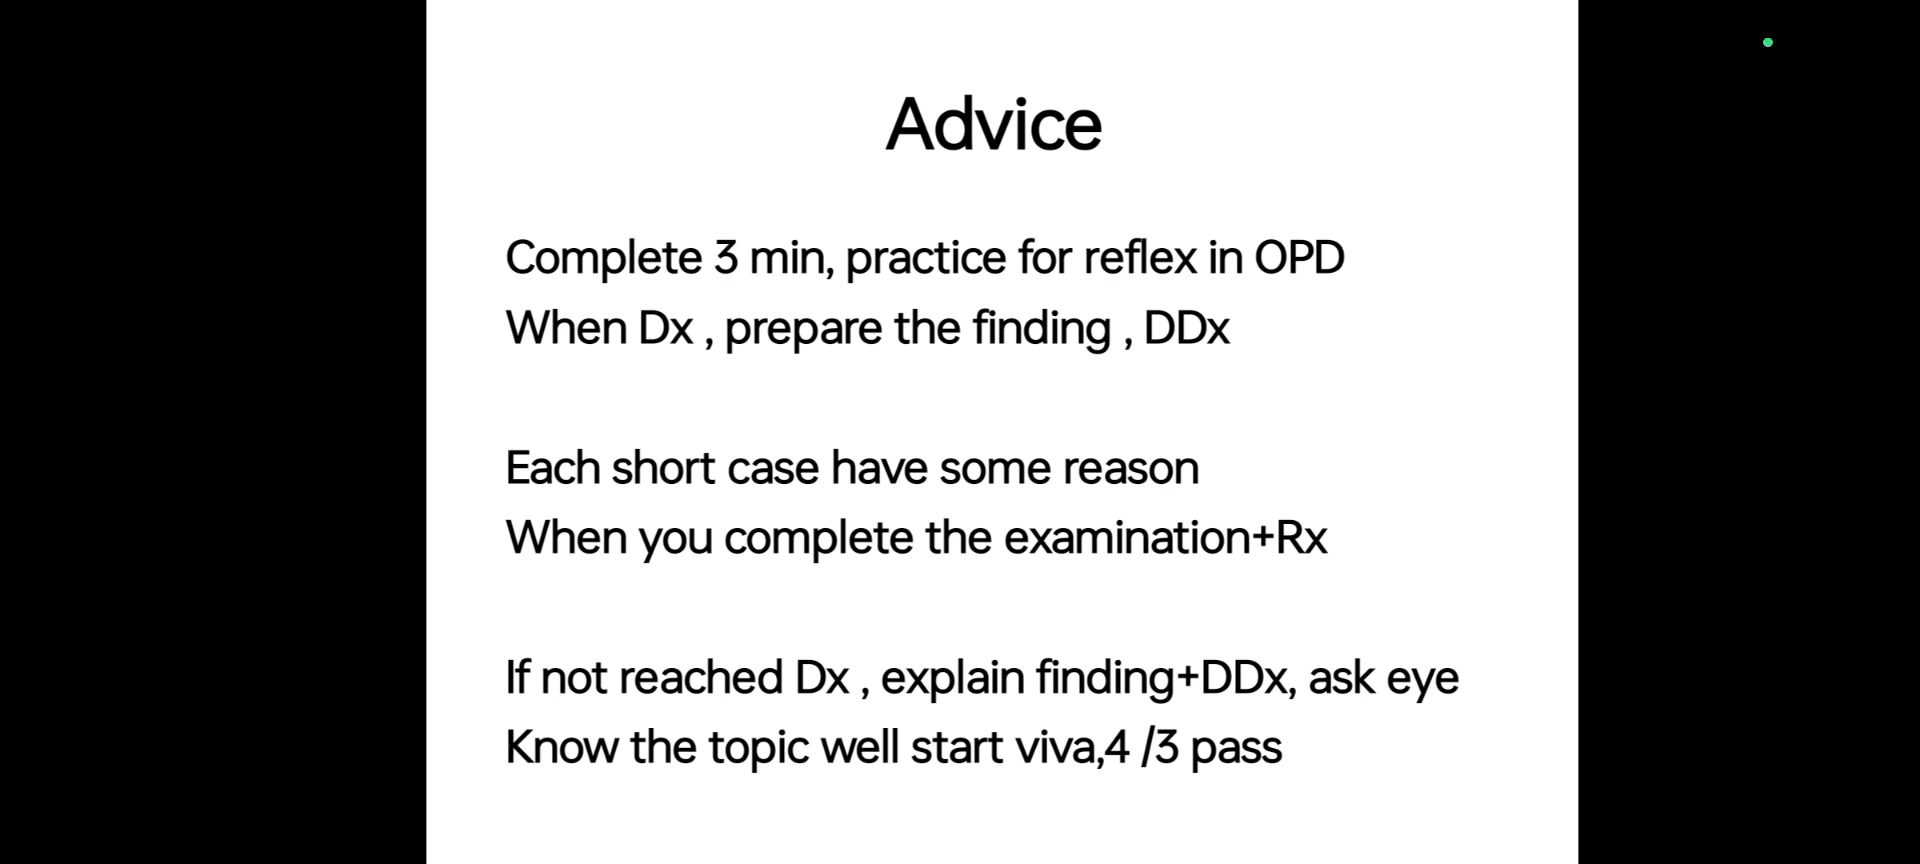 Advice
Complete 3 min, practice for reflex in OPD
When Dx , prepare the finding , DDx
Each short case have some reason
When you complete the examination+Rx
If not reached Dx , explain finding+DDx, ask eye
Know the topic well start viva,4 /3 pass